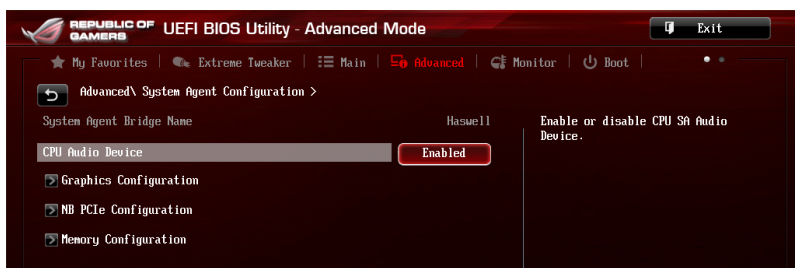 REPUBLIC OF GAMERS UEFI BIOS Utility - Advanced Mode Exit
My Favorites Extreme Tweaker Main Advanced Monitor Boot
Advanced\ System Agent Configuration >
System Agent Bridge Name Haswell
CPU Audio Device Enabled
Graphics Configuration
NB PCIe Configuration
Memory Configuration
Enable or disable CPU SA Audio
Device.